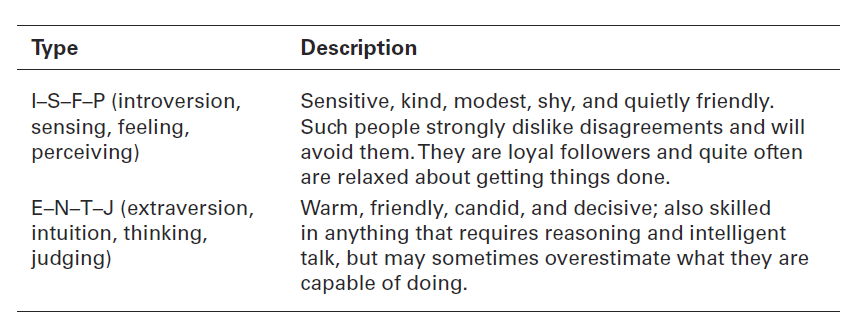 Type Description
I–S–F–P (introversion, Sensitive, kind, modest, shy, and quietly friendly.
sensing, feeling, Such people strongly dislike disagreements and will
perceiving) avoid them. They are loyal followers and quite often
are relaxed about getting things done.
E–N–T–J (extraversion, Warm, friendly, candid, and decisive; also skilled
intuition, thinking, in anything that requires reasoning and intelligent
judging) talk, but may sometimes overestimate what they are
capable of doing.